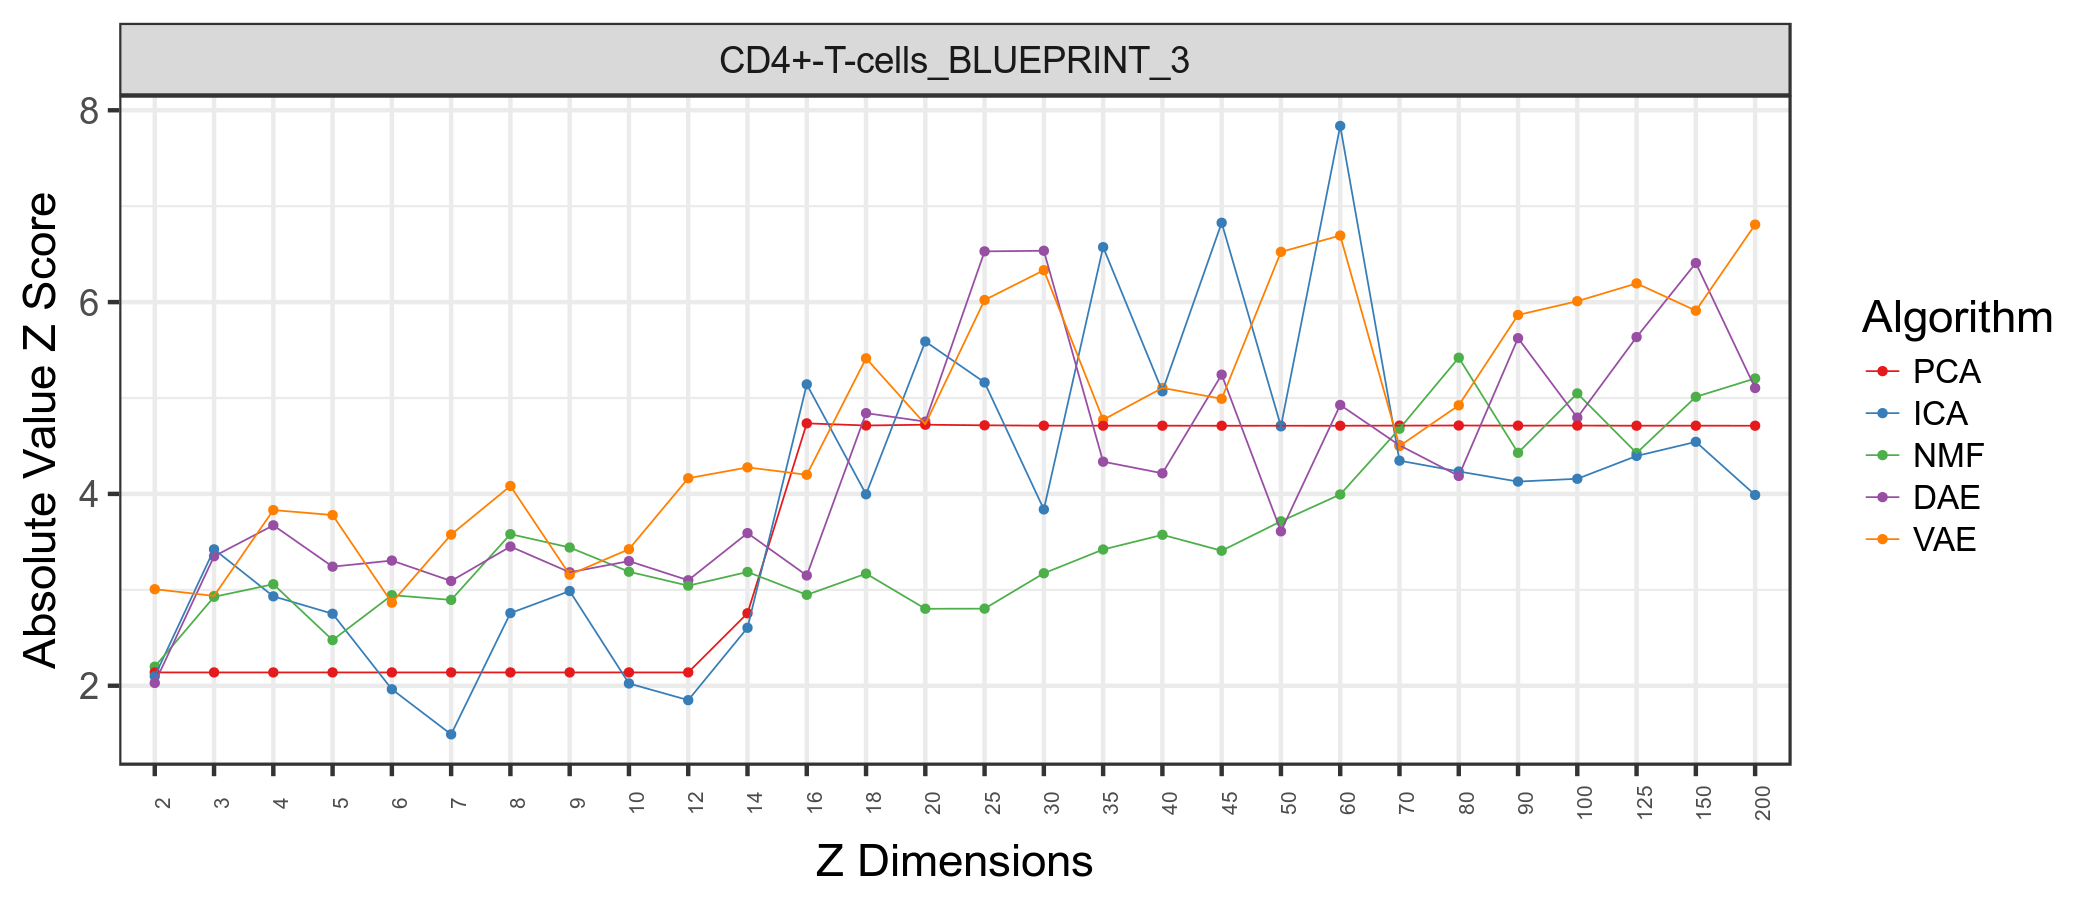 CD4+-T-cells_BLUEPRINT_3
Absolute Value Z Score
8
6
4
2
2 3 4 5 6 7 8 9 10 12 14 16 18 20 25 30 35 40 45 50 60 70 80 90 100 125 150 200
Z Dimensions
Algorithm
PCA
ICA
NMF
DAE
VAE